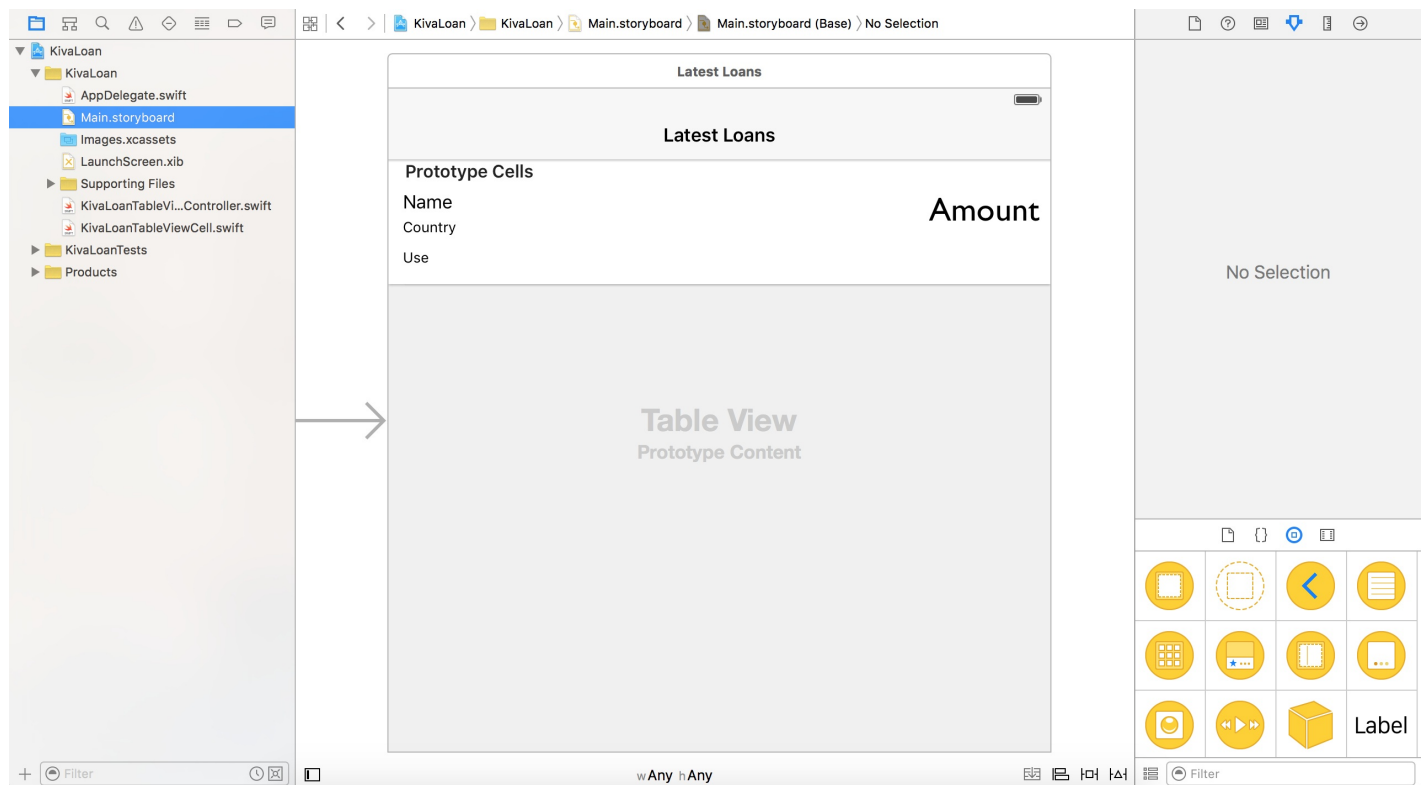 KivaLoan 〉 KivaLoan 〉 Main.storyboard 〉 Main.storyboard (Base) 〉 No Selection
KivaLoan
KivaLoan
AppDelegate.swift
Main.storyboard
Images.xcassets
LaunchScreen.xib
Supporting Files
KivaLoanTableVi...Controller.swift
KivaLoanTableViewCell.swift
KivaLoanTests
Products
Filter
Latest Loans
Latest Loans
Prototype Cells
Name
Amount
Country
Use
Table View
Prototype Content
wAny hAny
No Selection
Label
Filter